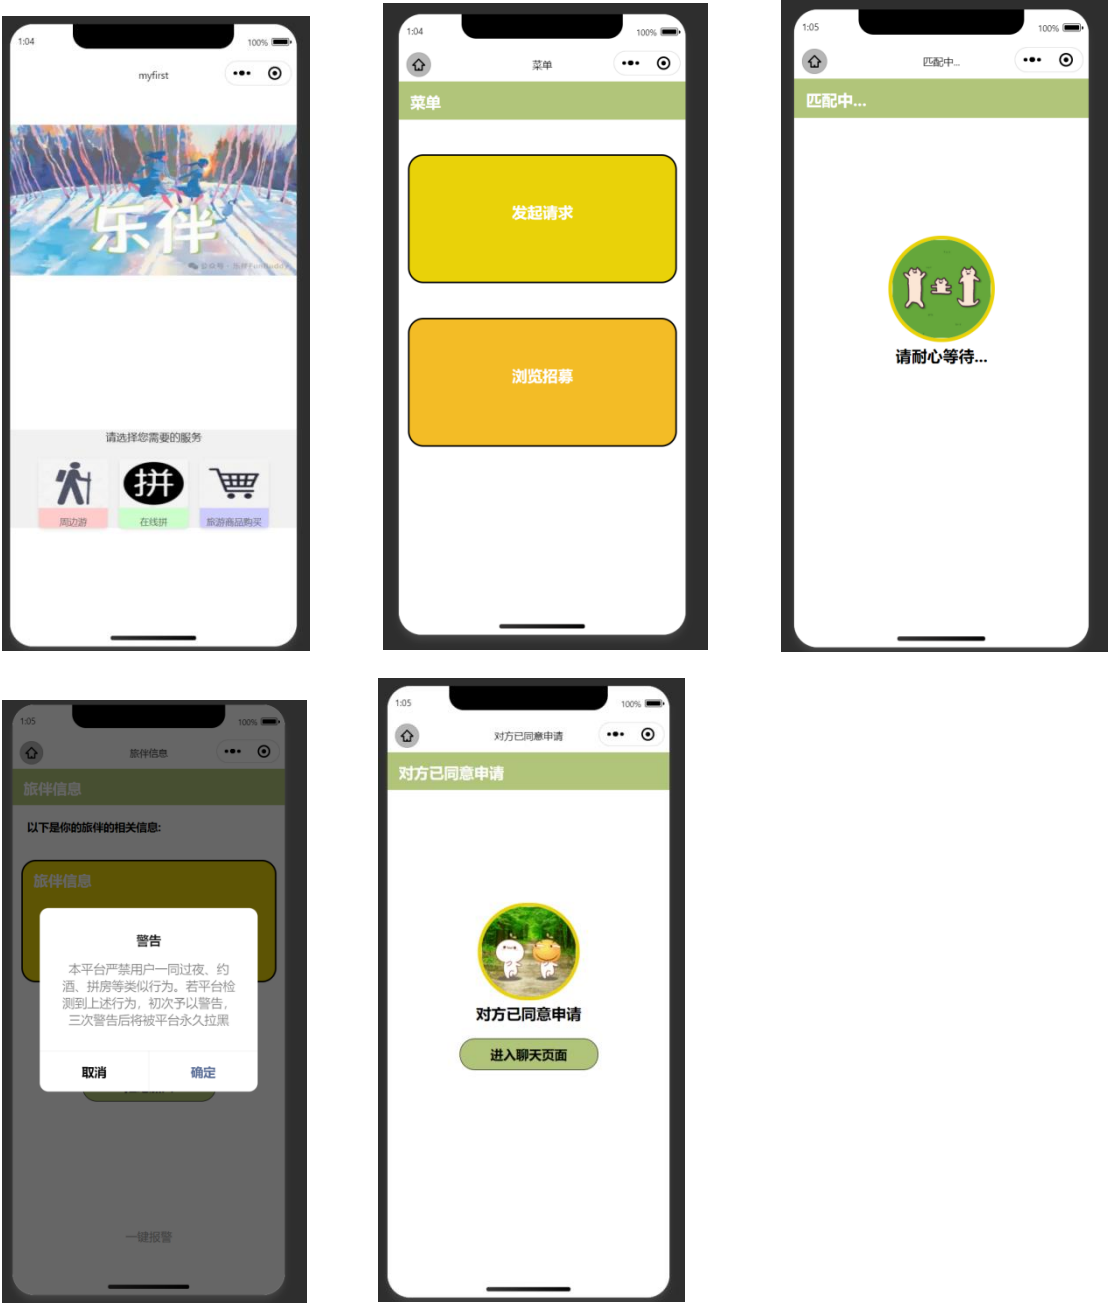 1:04
100%
myfirst
乐伴
请选择您需要的服务
拼
周边游
在线拼
旅游商品购买
1:04
100%
菜单
菜单
发起请求
浏览招募
1:05
100%
匹配中...
匹配中...
请耐心等待...
1:05
100%
旅伴信息
旅伴信息
以下是你的旅伴的相关信息:
旅伴信息
警告
本平台严禁用户一同过夜、约
酒、拼房等类似行为。若平台检
测到上述行为，初次予以警告，
三次警告后将被平台永久拉黑
取消
确定
一键报警
1:05
100%
对方已同意申请
对方已同意申请
对方已同意申请
进入聊天页面